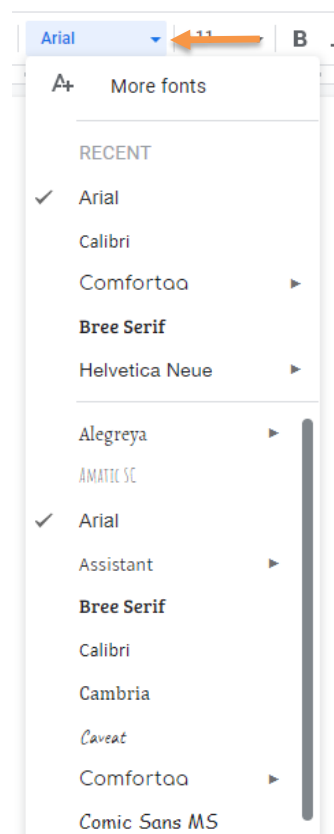 Arial
B
More fonts
RECENT
Arial
Calibri
Comfortaa
Bree Serif
Helvetica Neue
Alegreya
AMATIC SC
Arial
Assistant
Bree Serif
Calibri
Cambria
Caveat
Comfortaa
Comic Sans MS